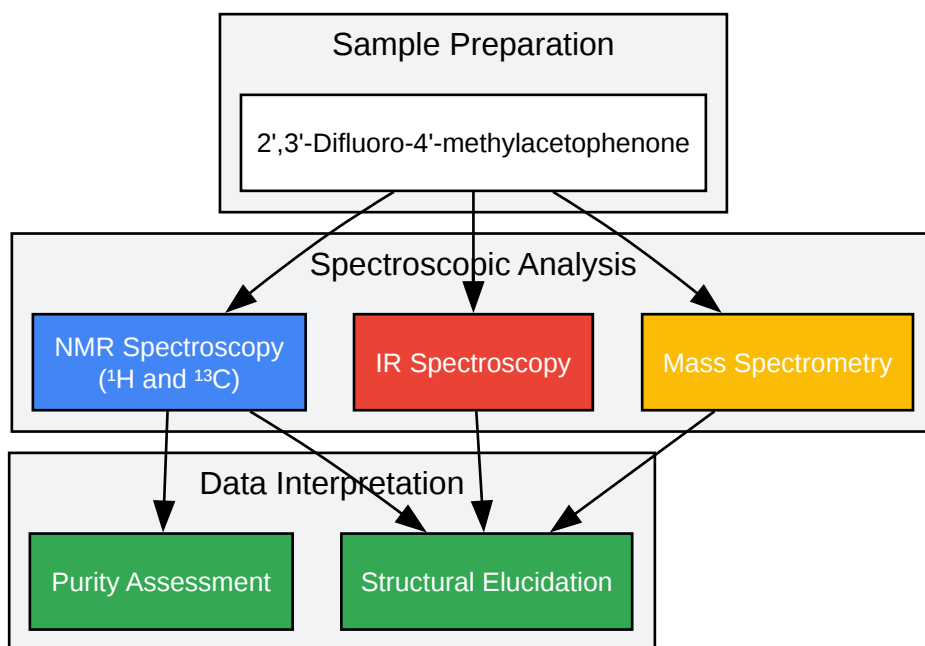 Sample Preparation
2',3'-Difluoro-4'-methylacetophenone
Spectroscopic Analysis
NMR Spectroscopy
(¹H and ¹³C)
IR Spectroscopy
Mass Spectrometry
Data Interpretation
Purity Assessment
Structural Elucidation